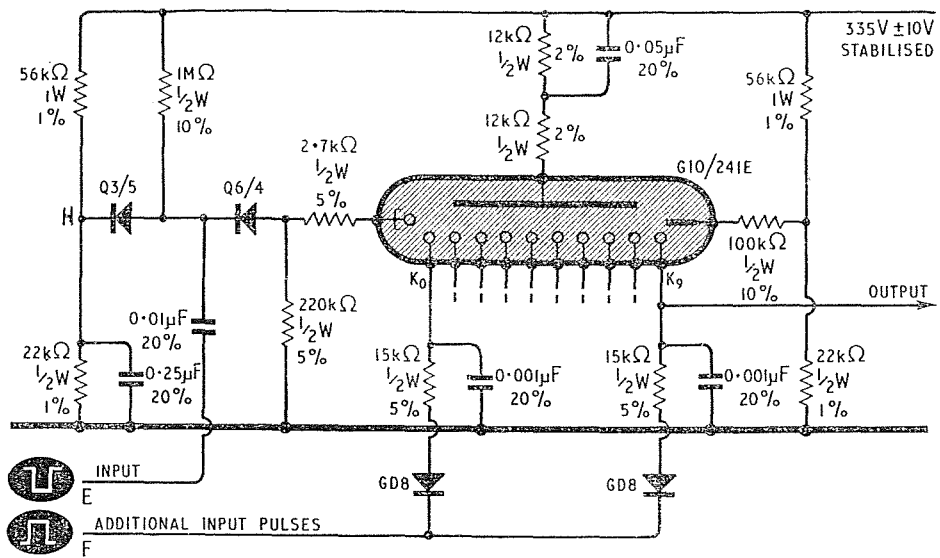 335V ±10V
STABILISED
56kΩ
1W
1%
1MΩ
1/2W
10%
12kΩ
1/2W
2%
0·05μF
20%
56kΩ
1W
1%
12kΩ
1/2W
2%
G10/241E
2·7kΩ
1/2W
5%
Q3/5
Q6/4
H
100kΩ
1/2W
10%
K0
K9
OUTPUT
0·01μF
20%
220kΩ
1/2W
5%
22kΩ
1/2W
1%
0·25μF
20%
15kΩ
1/2W
5%
0·001μF
20%
15kΩ
1/2W
5%
0·001μF
20%
22kΩ
1/2W
1%
INPUT
E
GD8
GD8
ADDITIONAL INPUT PULSES
F